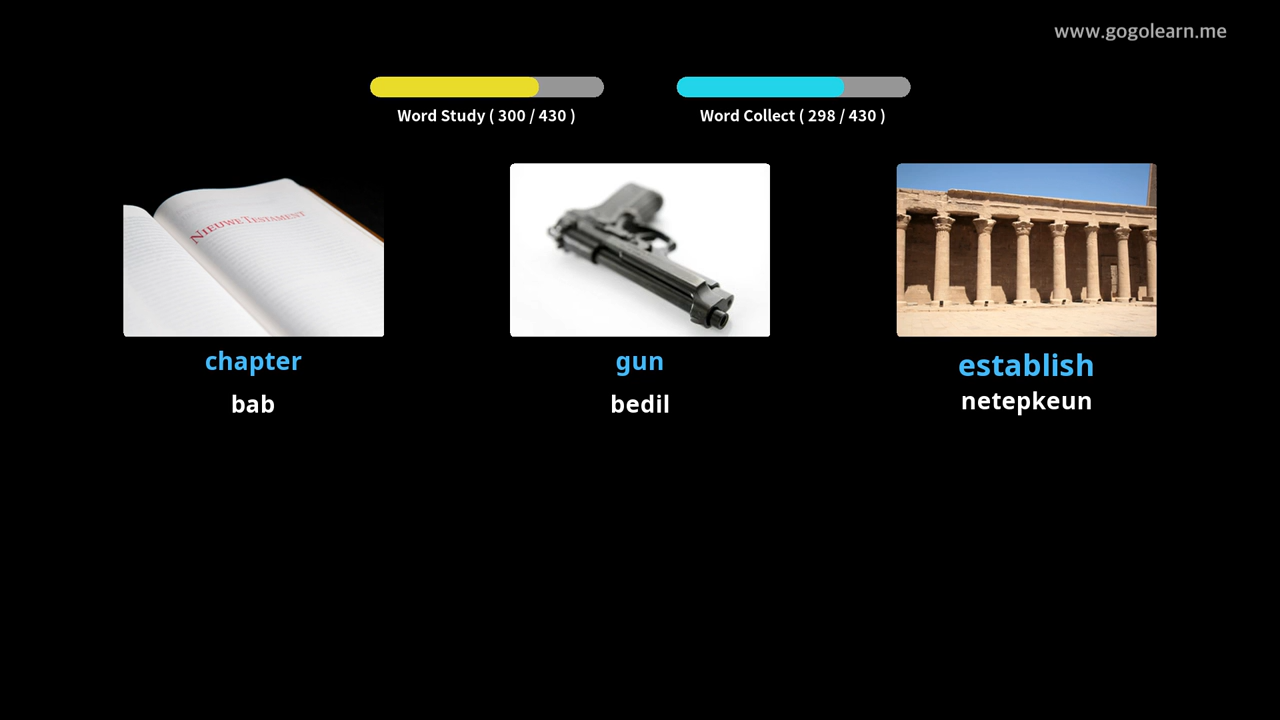 www.gogolearn.me
Word Study ( 300 / 430 )
Word Collect ( 298 / 430 )
NIEUWE TESTAMENT
chapter
bab
gun
bedil
establish
netepkeun